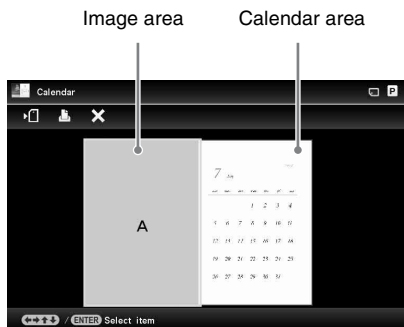 Image area Calendar area
Calendar
P
A
7 July
1 2 3 4
5 6 7 8 9 10 11
12 13 14 15 16 17 18
19 20 21 22 23 24 25
26 27 28 29 30 31
/ ENTER Select item